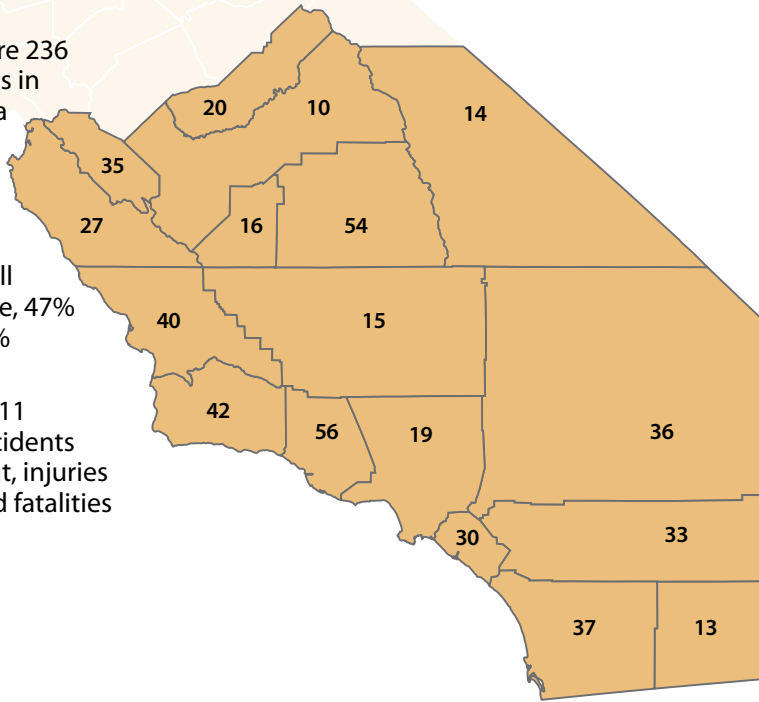 re 236
s in
a
ll
e, 47%
%
11
cidents
t, injuries
d fatalities
20
10
14
35
27
16
54
40
15
42
56
19
36
30
33
37
13